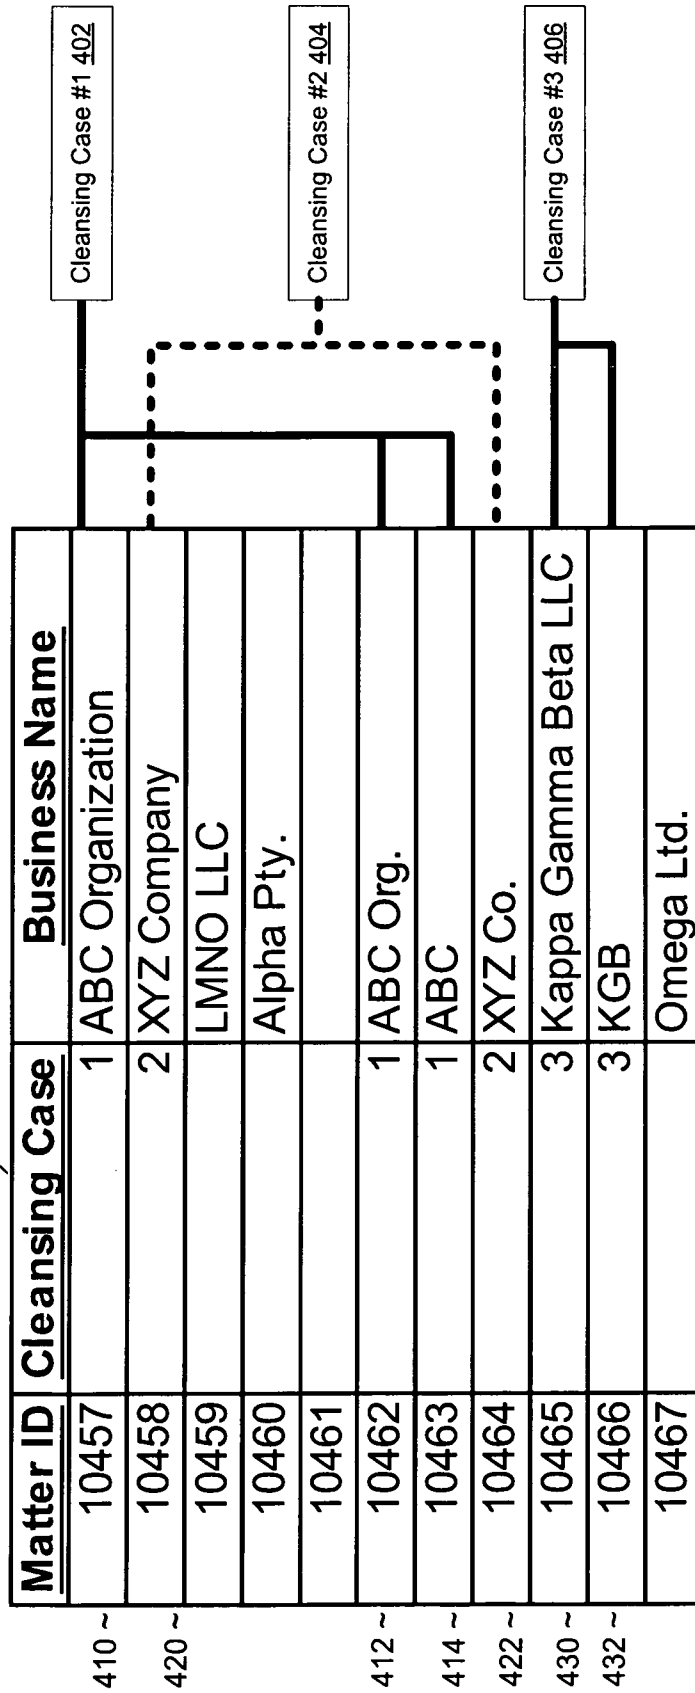 Matter ID Cleansing Case Business Name
410 ~ 10457 1 ABC Organization
420 ~ 10458 2 XYZ Company
10459 LMNO LLC
10460 Alpha Pty.
10461
412 ~ 10462 1 ABC Org.
414 ~ 10463 1 ABC
422 ~ 10464 2 XYZ Co.
430 ~ 10465 3 Kappa Gamma Beta LLC
432 ~ 10466 3 KGB
10467 Omega Ltd.
Cleansing Case #1 402
Cleansing Case #2 404
Cleansing Case #3 406